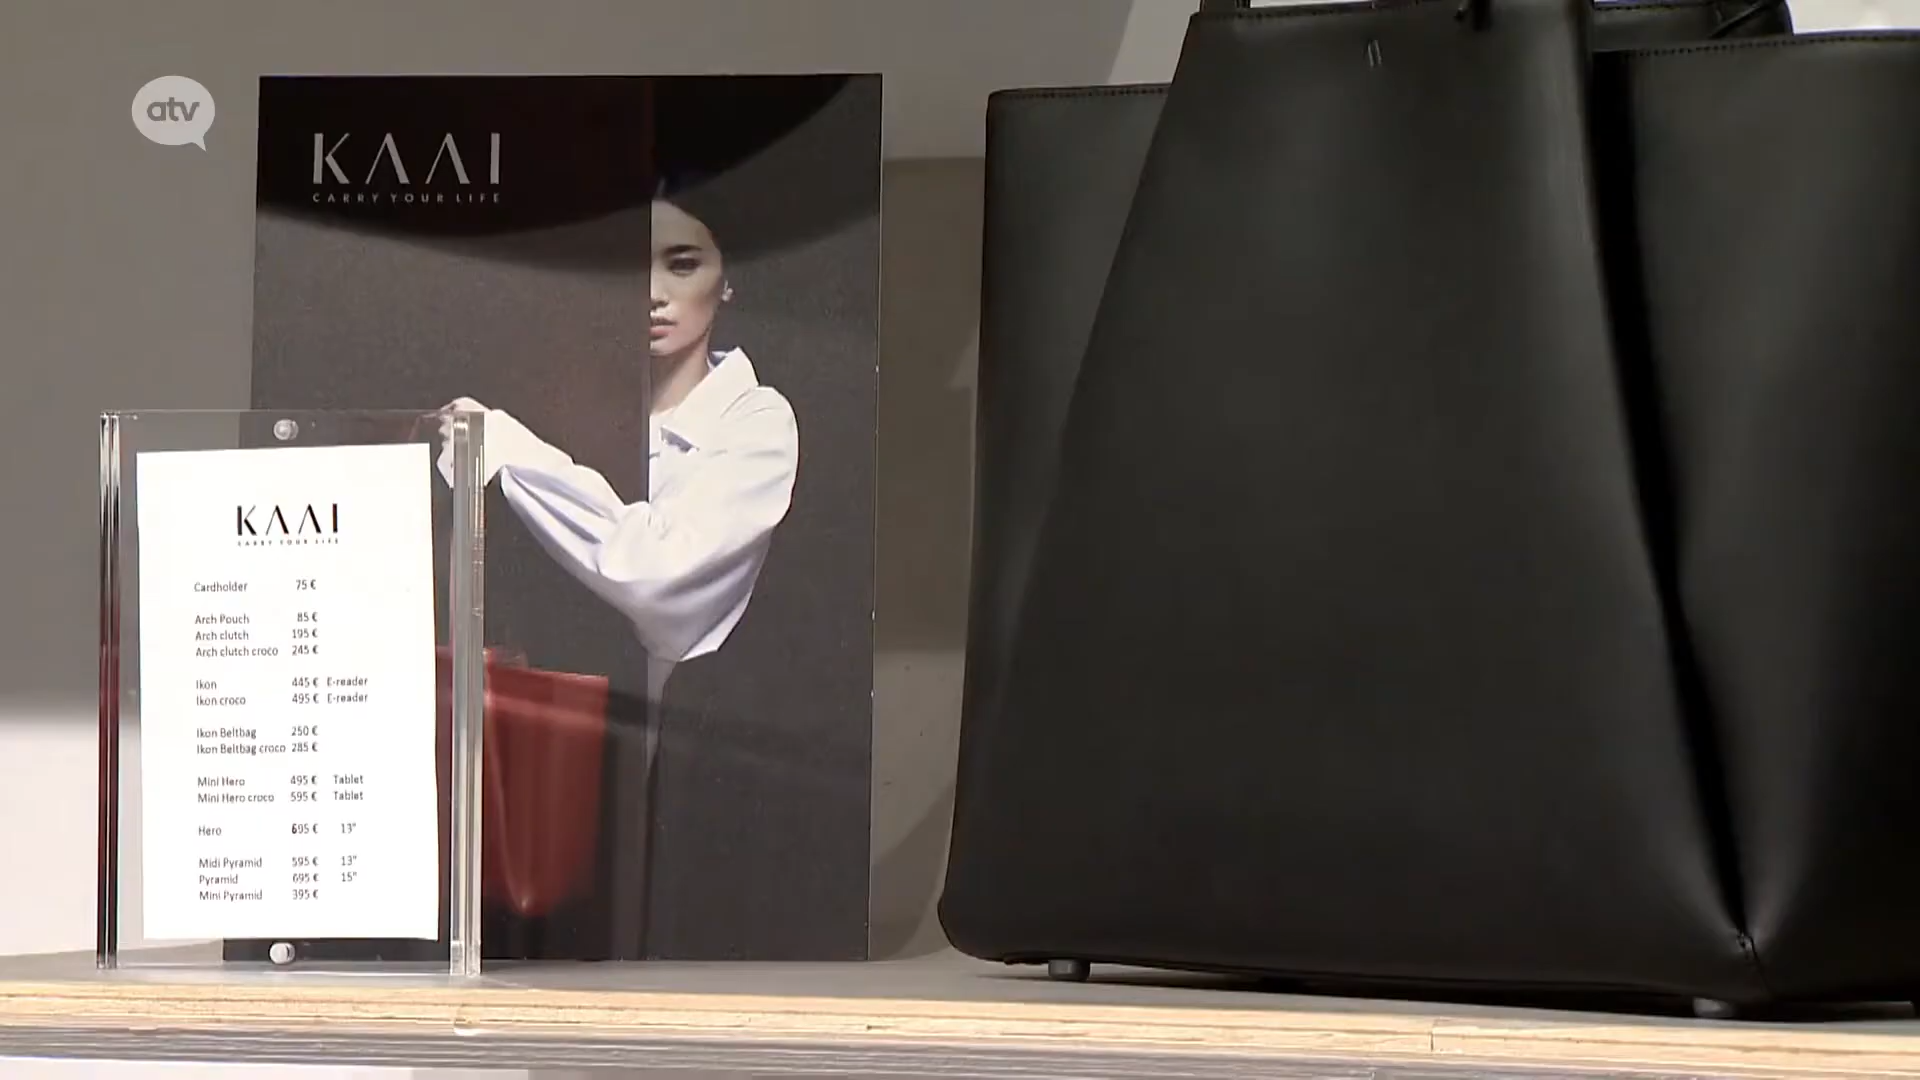 atv
KAAI
CARRY YOUR LIFE
KAAI
CARRY YOUR LIFE
Cardholder 75 €
Arch Pouch 85 €
Arch clutch 195 €
Arch clutch croco 245 €
Ikon 445 € E-reader
Ikon croco 495 € E-reader
Ikon Beltbag 250 €
Ikon Beltbag croco 285 €
Mini Hero 495 € Tablet
Mini Hero croco 595 € Tablet
Hero 695 € 13"
Midi Pyramid 595 € 13"
Pyramid 695 € 15"
Mini Pyramid 395 €